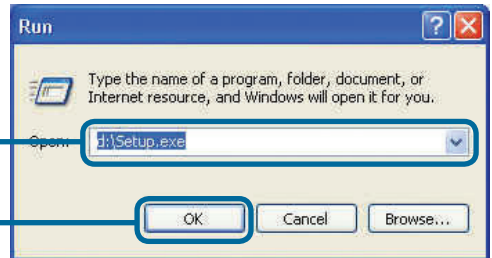 Run
Type the name of a program, folder, document, or
Internet resource, and Windows will open it for you.
Open: d:\Setup.exe
OK Cancel Browse...